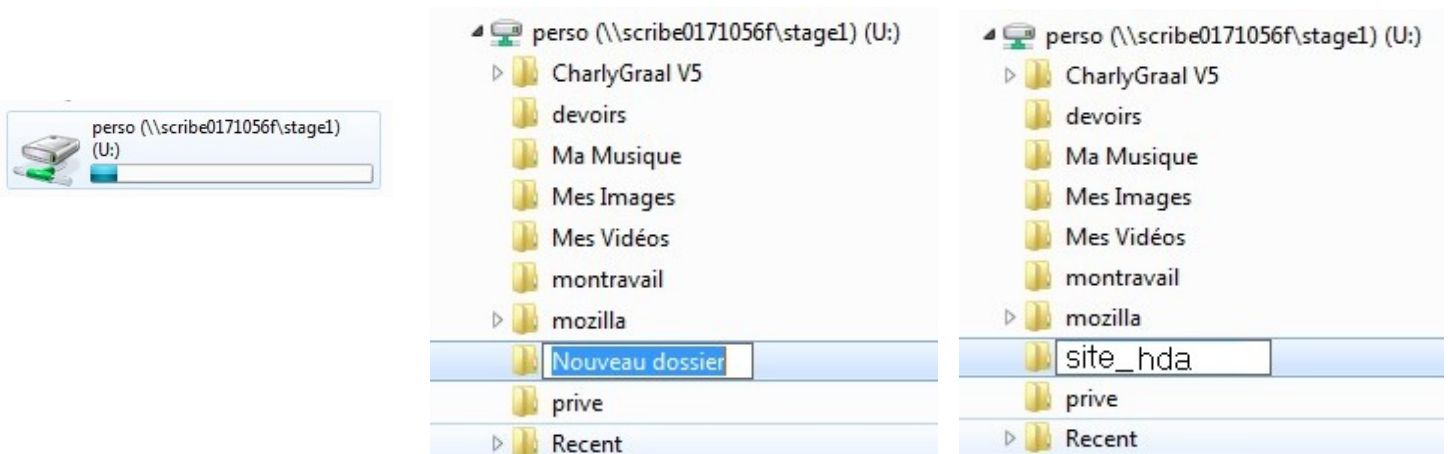 perso (\\scribe0171056f\stage1)
(U:)
perso (\\scribe0171056f\stage1) (U:)
CharlyGraal V5
devoirs
Ma Musique
Mes Images
Mes Vidéos
montravail
mozilla
Nouveau dossier
prive
Recent
perso (\\scribe0171056f\stage1) (U:)
CharlyGraal V5
devoirs
Ma Musique
Mes Images
Mes Vidéos
montravail
mozilla
site_hda
prive
Recent